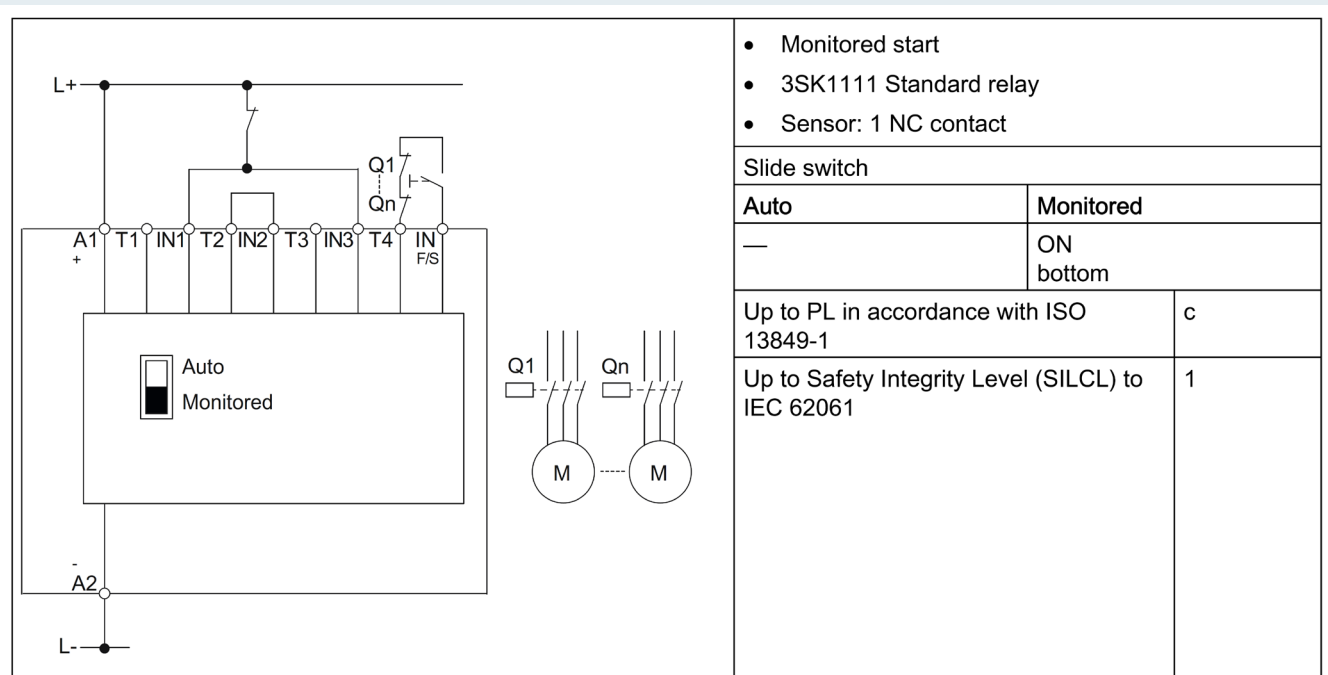 L+
Q1
Qn
A1 T1 IN1 T2 IN2 T3 IN3 T4 IN
+
F/S
Auto
Monitored
Q1
Qn
M
M
-
A2
L-
• Monitored start
• 3SK1111 Standard relay
• Sensor: 1 NC contact
Slide switch
Auto
Monitored
—
ON
bottom
Up to PL in accordance with ISO
13849-1
c
Up to Safety Integrity Level (SILCL) to
IEC 62061
1